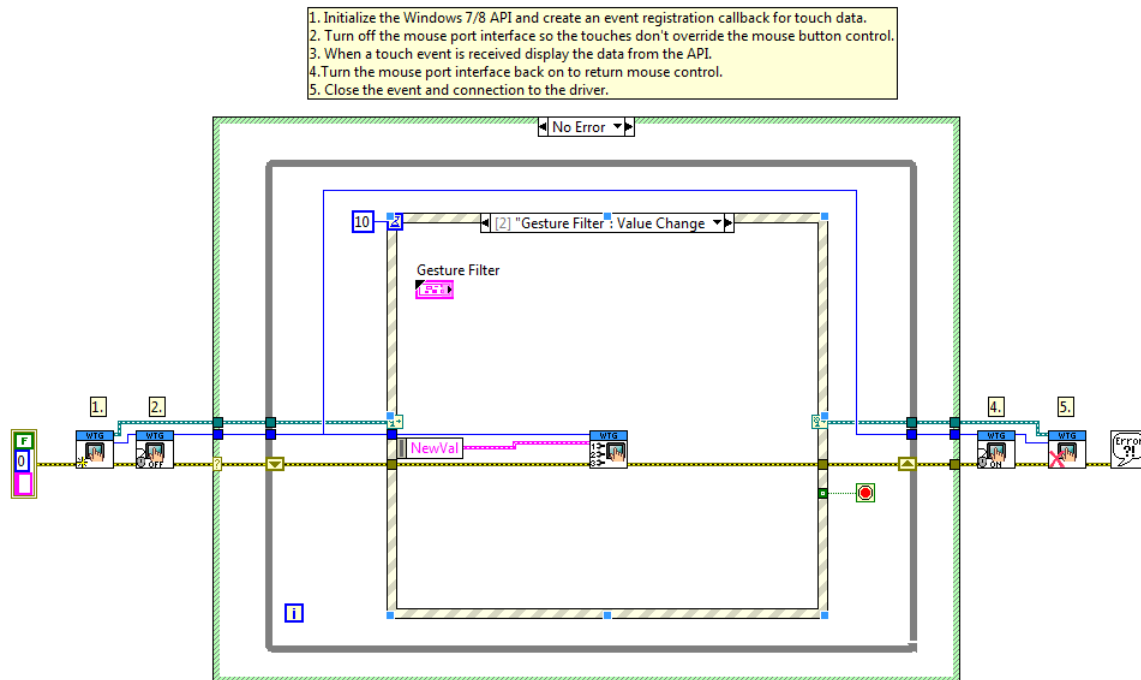 1. Initialize the Windows 7/8 API and create an event registration callback for touch data.
2. Turn off the mouse port interface so the touches don't override the mouse button control.
3. When a touch event is received display the data from the API.
4.Turn the mouse port interface back on to return mouse control.
5. Close the event and connection to the driver.
No Error
10
[2] "Gesture Filter : Value Change
Gesture Filter
1.
2.
4.
5.
WTG
WTG
OFF
F
0
?
NewVal
WTG
1
2
3
WTG
ON
WTG
Error
?!
i